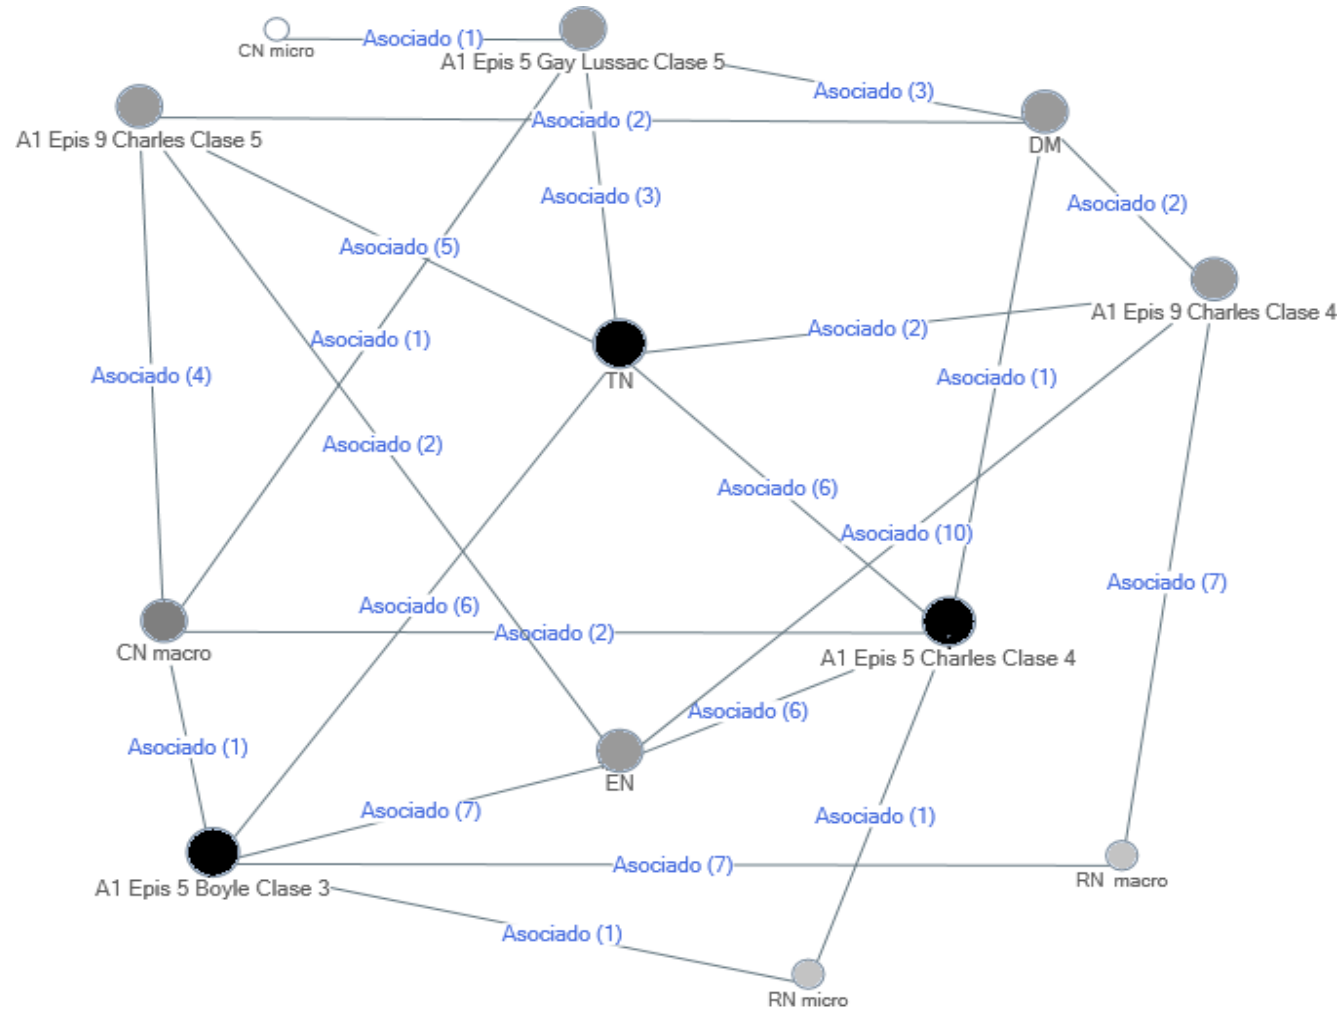 Asociado (1)
CN micro
A1 Epis 5 Gay Lussac Clase 5
Asociado (3)
Asociado (2)
A1 Epis 9 Charles Clase 5
DM
Asociado (3)
Asociado (2)
Asociado (5)
A1 Epis 9 Charles Clase 4
Asociado (2)
Asociado (1)
Asociado (4)
TN
Asociado (1)
Asociado (2)
Asociado (6)
Asociado (10)
Asociado (7)
Asociado (6)
Asociado (2)
CN macro
A1 Epis 5 Charles Clase 4
Asociado (6)
Asociado (1)
EN
Asociado (7)
Asociado (1)
Asociado (7)
A1 Epis 5 Boyle Clase 3
RN macro
Asociado (1)
RN micro